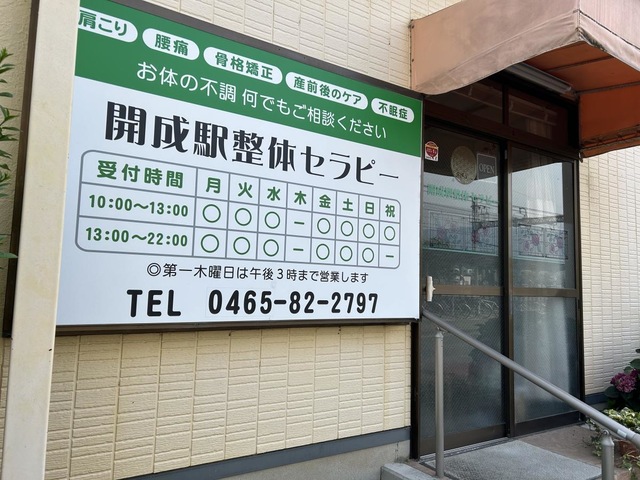 肩こり 腰痛 骨格矯正 産前後のケア 不眠症
お体の不調 何でもご相談ください
開成駅整体セラピー
受付時間 月 火 水 木 金 土 日 祝
10:00〜13:00 ○ ○ ○ − ○ ○ ○ ○
13:00〜22:00 ○ ○ ○ − ○ ○ ○ −
◎第一木曜日は午後3時まで営業します
TEL 0465-82-2797
OPEN